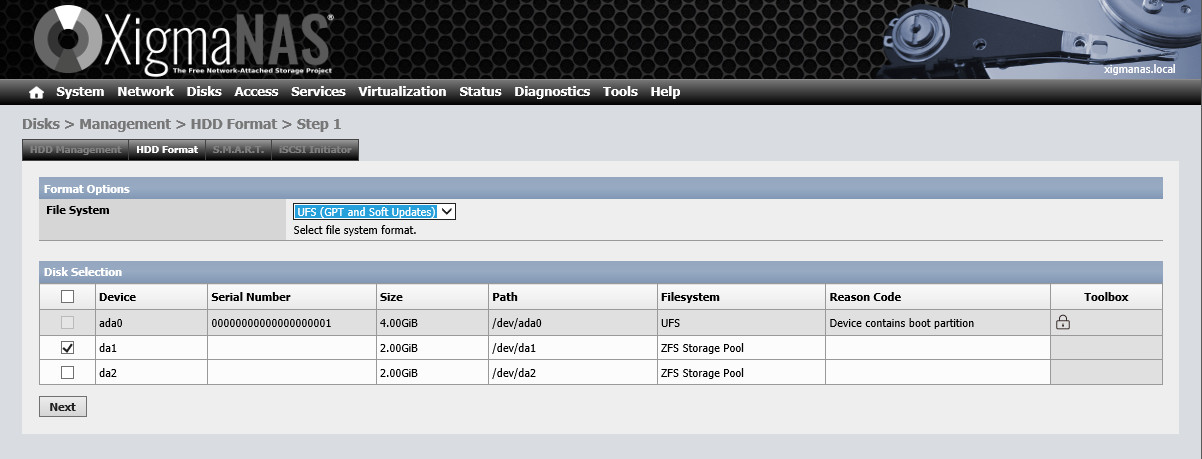 XigmaNAS®
The Free Network-Attached Storage Project
xigmanas.local
System Network Disks Access Services Virtualization Status Diagnostics Tools Help
Disks > Management > HDD Format > Step 1
HDD Management HDD Format S.M.A.R.T. iSCSI Initiator
Format Options
File System UFS (GPT and Soft Updates)
Select file system format.
Disk Selection
Device Serial Number Size Path Filesystem Reason Code Toolbox
ada0 00000000000000000001 4.00GiB /dev/ada0 UFS Device contains boot partition
da1 2.00GiB /dev/da1 ZFS Storage Pool
da2 2.00GiB /dev/da2 ZFS Storage Pool
Next